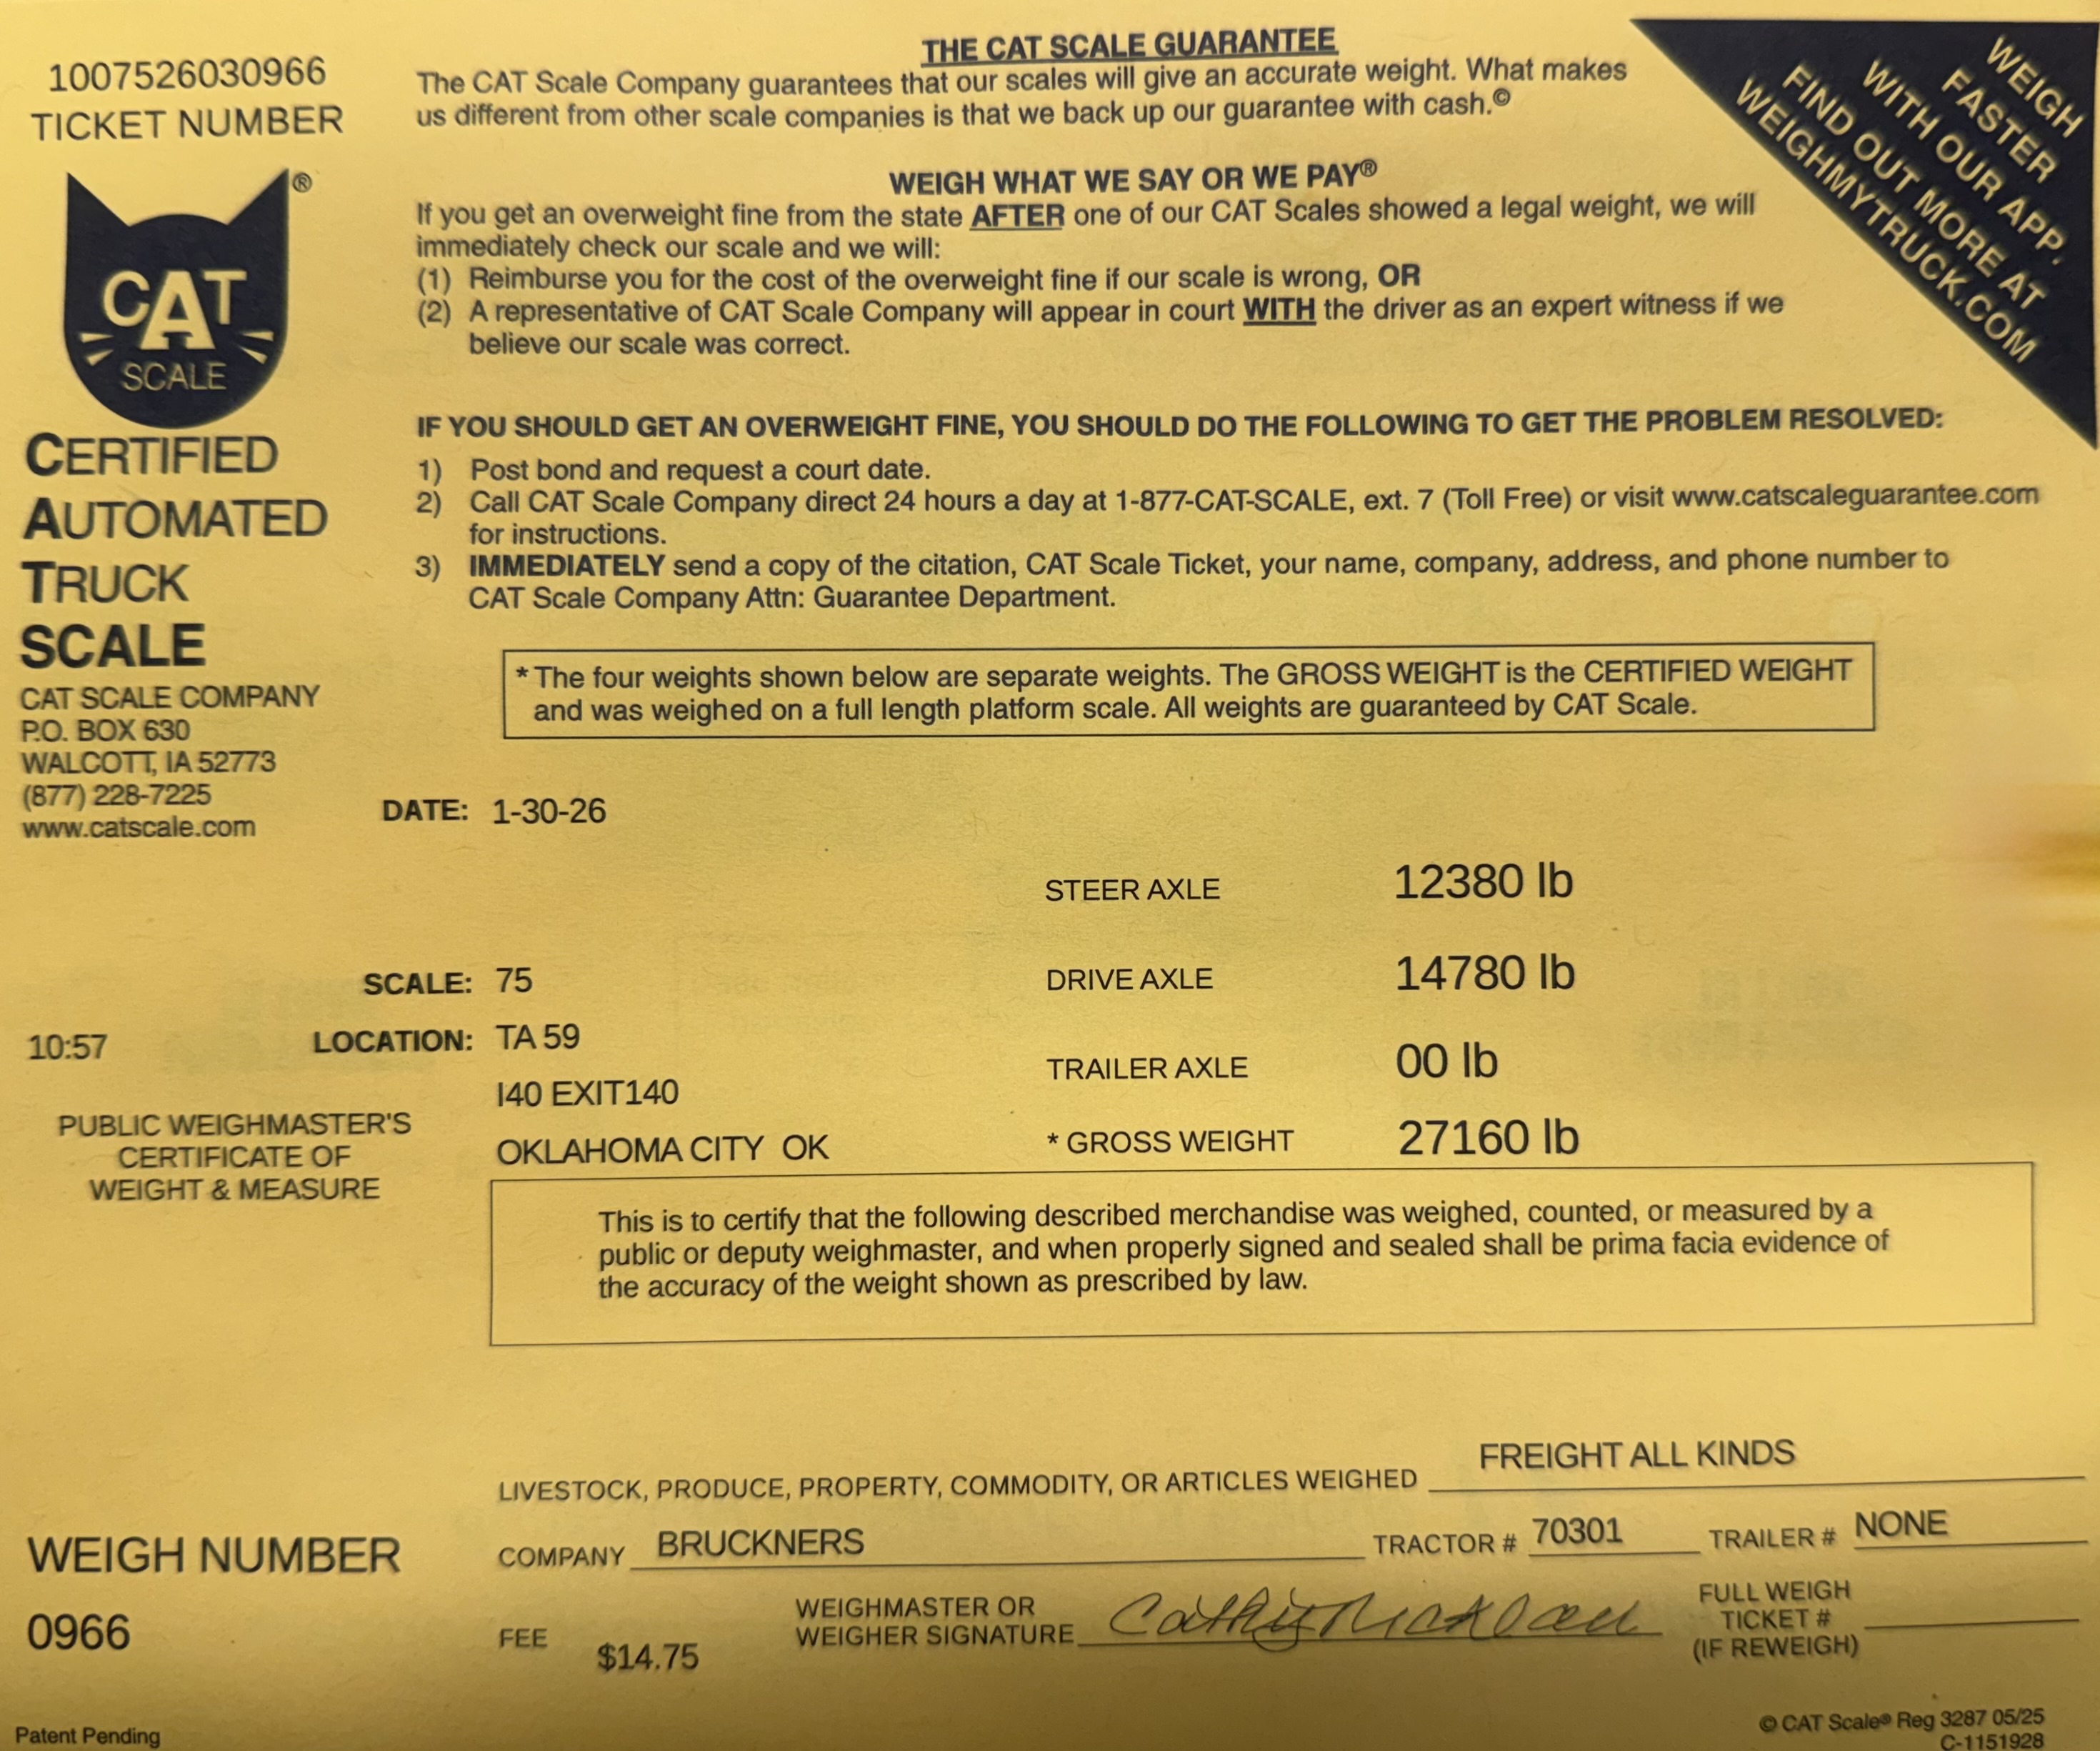 1007526030966
TICKET NUMBER
CAT
SCALE
®
CERTIFIED
AUTOMATED
TRUCK
SCALE
CAT SCALE COMPANY
P.O. BOX 630
WALCOTT, IA 52773
(877) 228-7225
www.catscale.com
THE CAT SCALE GUARANTEE
The CAT Scale Company guarantees that our scales will give an accurate weight. What makes
us different from other scale companies is that we back up our guarantee with cash.©
WEIGH WHAT WE SAY OR WE PAY®
If you get an overweight fine from the state AFTER one of our CAT Scales showed a legal weight, we will
immediately check our scale and we will:
(1) Reimburse you for the cost of the overweight fine if our scale is wrong, OR
(2) A representative of CAT Scale Company will appear in court WITH the driver as an expert witness if we
believe our scale was correct.
WEIGH
FASTER
WITH OUR APP.
FIND OUT MORE AT
WEIGHMYTRUCK.COM
IF YOU SHOULD GET AN OVERWEIGHT FINE, YOU SHOULD DO THE FOLLOWING TO GET THE PROBLEM RESOLVED:
1) Post bond and request a court date.
2) Call CAT Scale Company direct 24 hours a day at 1-877-CAT-SCALE, ext. 7 (Toll Free) or visit www.catscaleguarantee.com
for instructions.
3) IMMEDIATELY send a copy of the citation, CAT Scale Ticket, your name, company, address, and phone number to
CAT Scale Company Attn: Guarantee Department.
* The four weights shown below are separate weights. The GROSS WEIGHT is the CERTIFIED WEIGHT
and was weighed on a full length platform scale. All weights are guaranteed by CAT Scale.
DATE: 1-30-26
STEER AXLE 12380 lb
SCALE: 75
DRIVE AXLE 14780 lb
10:57
LOCATION: TA 59
TRAILER AXLE 00 lb
I40 EXIT140
OKLAHOMA CITY OK
* GROSS WEIGHT 27160 lb
PUBLIC WEIGHMASTER'S
CERTIFICATE OF
WEIGHT & MEASURE
This is to certify that the following described merchandise was weighed, counted, or measured by a
public or deputy weighmaster, and when properly signed and sealed shall be prima facia evidence of
the accuracy of the weight shown as prescribed by law.
LIVESTOCK, PRODUCE, PROPERTY, COMMODITY, OR ARTICLES WEIGHED FREIGHT ALL KINDS
COMPANY BRUCKNERS TRACTOR # 70301 TRAILER # NONE
WEIGH NUMBER
0966
FEE $14.75
WEIGHMASTER OR
WEIGHER SIGNATURE Cathy
FULL WEIGH
TICKET #
(IF REWEIGH)
Patent Pending
© CAT Scale® Reg 3287 05/25
C-1151928